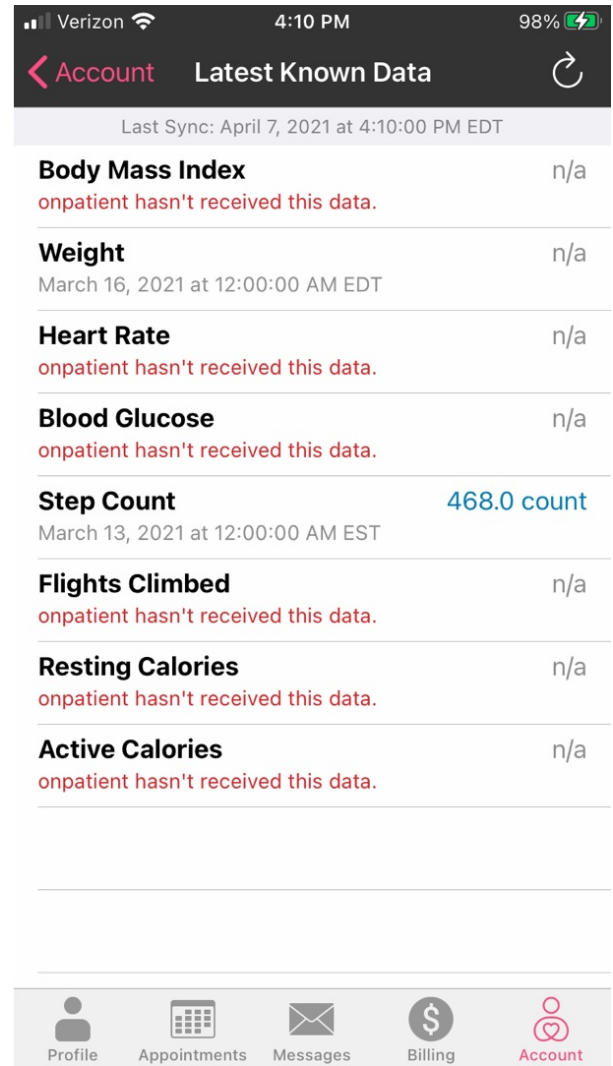 Verizon 4:10 PM 98%
Account Latest Known Data
Last Sync: April 7, 2021 at 4:10:00 PM EDT
Body Mass Index n/a
onpatient hasn't received this data.
Weight n/a
March 16, 2021 at 12:00:00 AM EDT
Heart Rate n/a
onpatient hasn't received this data.
Blood Glucose n/a
onpatient hasn't received this data.
Step Count 468.0 count
March 13, 2021 at 12:00:00 AM EST
Flights Climbed n/a
onpatient hasn't received this data.
Resting Calories n/a
onpatient hasn't received this data.
Active Calories n/a
onpatient hasn't received this data.
$
Profile Appointments Messages Billing Account